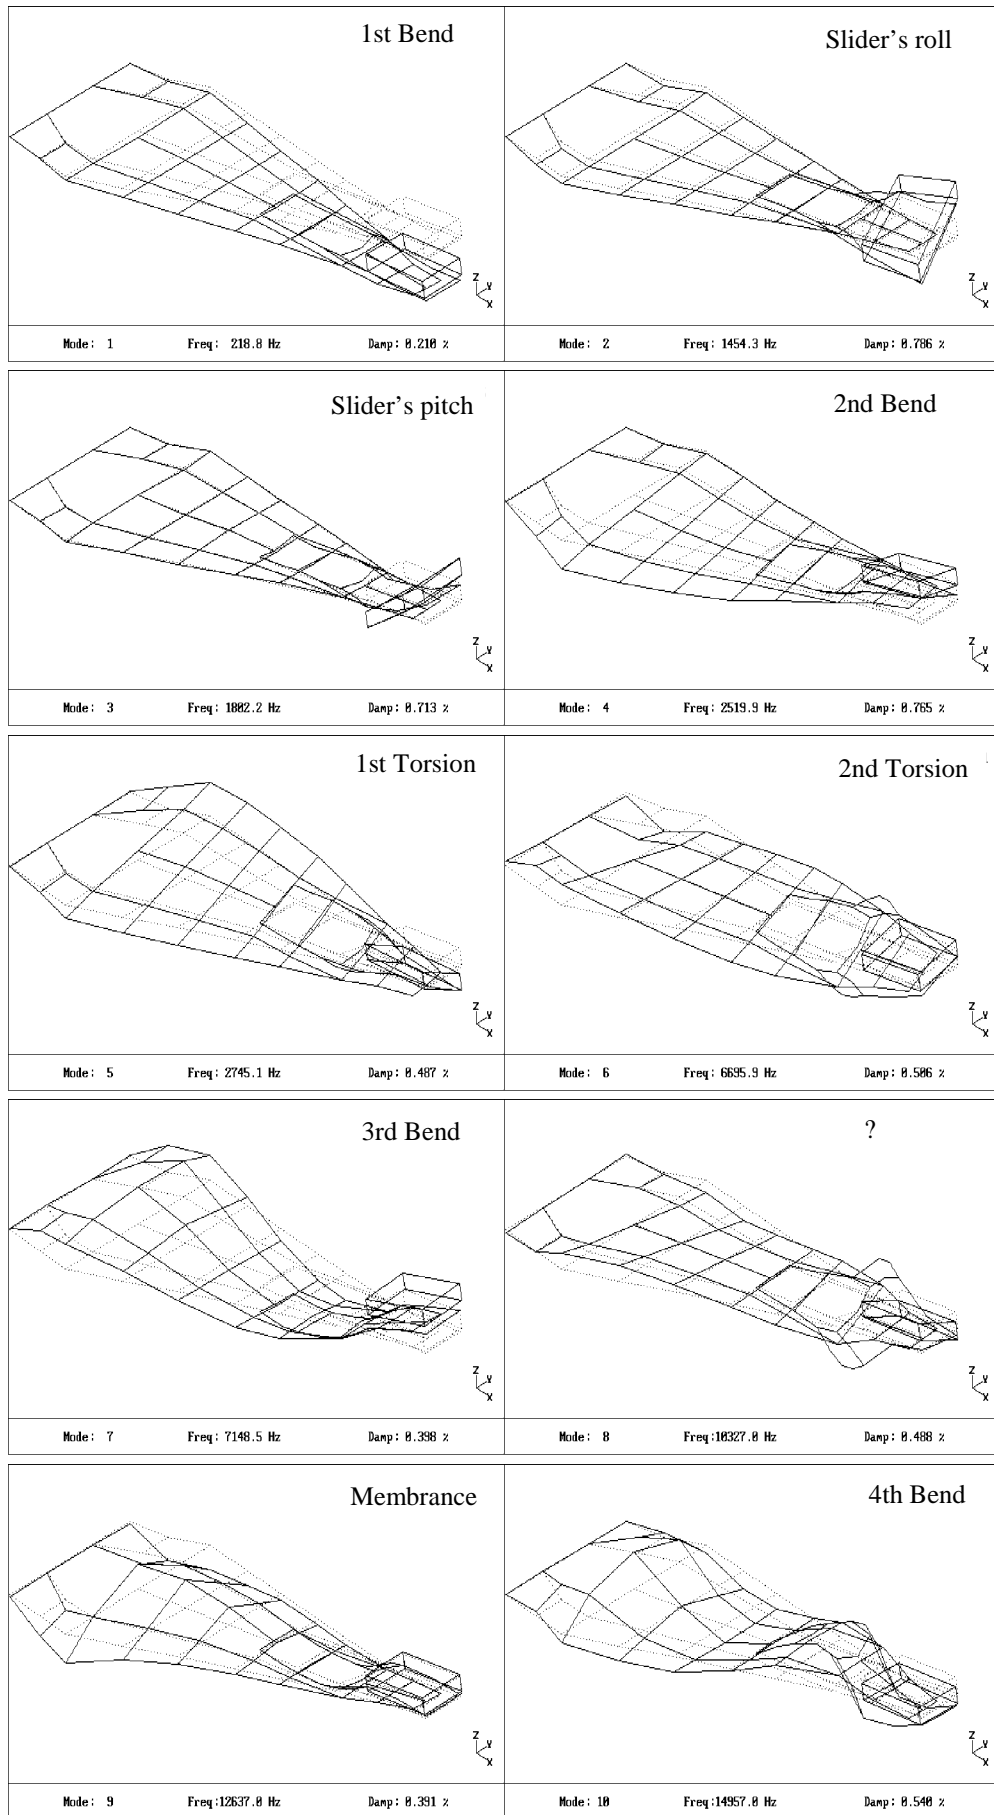 1st Bend
Z
Y
X
Mode: 1 Freq: 218.8 Hz Damp: 0.210 %
Slider's roll
Z
Y
X
Mode: 2 Freq: 1454.3 Hz Damp: 0.786 %
Slider's pitch
Z
Y
X
Mode: 3 Freq: 1802.2 Hz Damp: 0.713 %
2nd Bend
Z
Y
X
Mode: 4 Freq: 2519.9 Hz Damp: 0.765 %
1st Torsion
Z
Y
X
Mode: 5 Freq: 2745.1 Hz Damp: 0.487 %
2nd Torsion
Z
Y
X
Mode: 6 Freq: 6695.9 Hz Damp: 0.506 %
3rd Bend
Z
Y
X
Mode: 7 Freq: 7148.5 Hz Damp: 0.398 %
?
Z
Y
X
Mode: 8 Freq:10327.0 Hz Damp: 0.488 %
Membrance
Z
Y
X
Mode: 9 Freq:12637.0 Hz Damp: 0.391 %
4th Bend
Z
Y
X
Mode: 10 Freq:14957.0 Hz Damp: 0.540 %